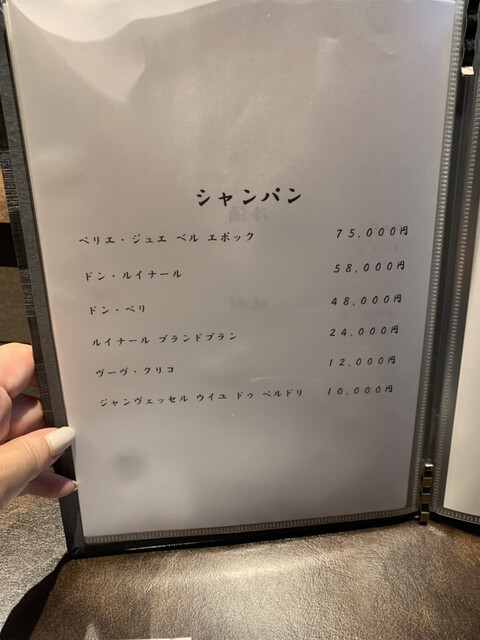 シャンパン
ペリエ・ジュエ ベル エポック 75,000円
ドン・ルイナール 58,000円
ドン・ペリ 48,000円
ルイナール ブランドブラン 24,000円
ヴーヴ・クリコ 12,000円
ジャンヴェッセル ウイユ ドゥ ペルドリ 10,000円